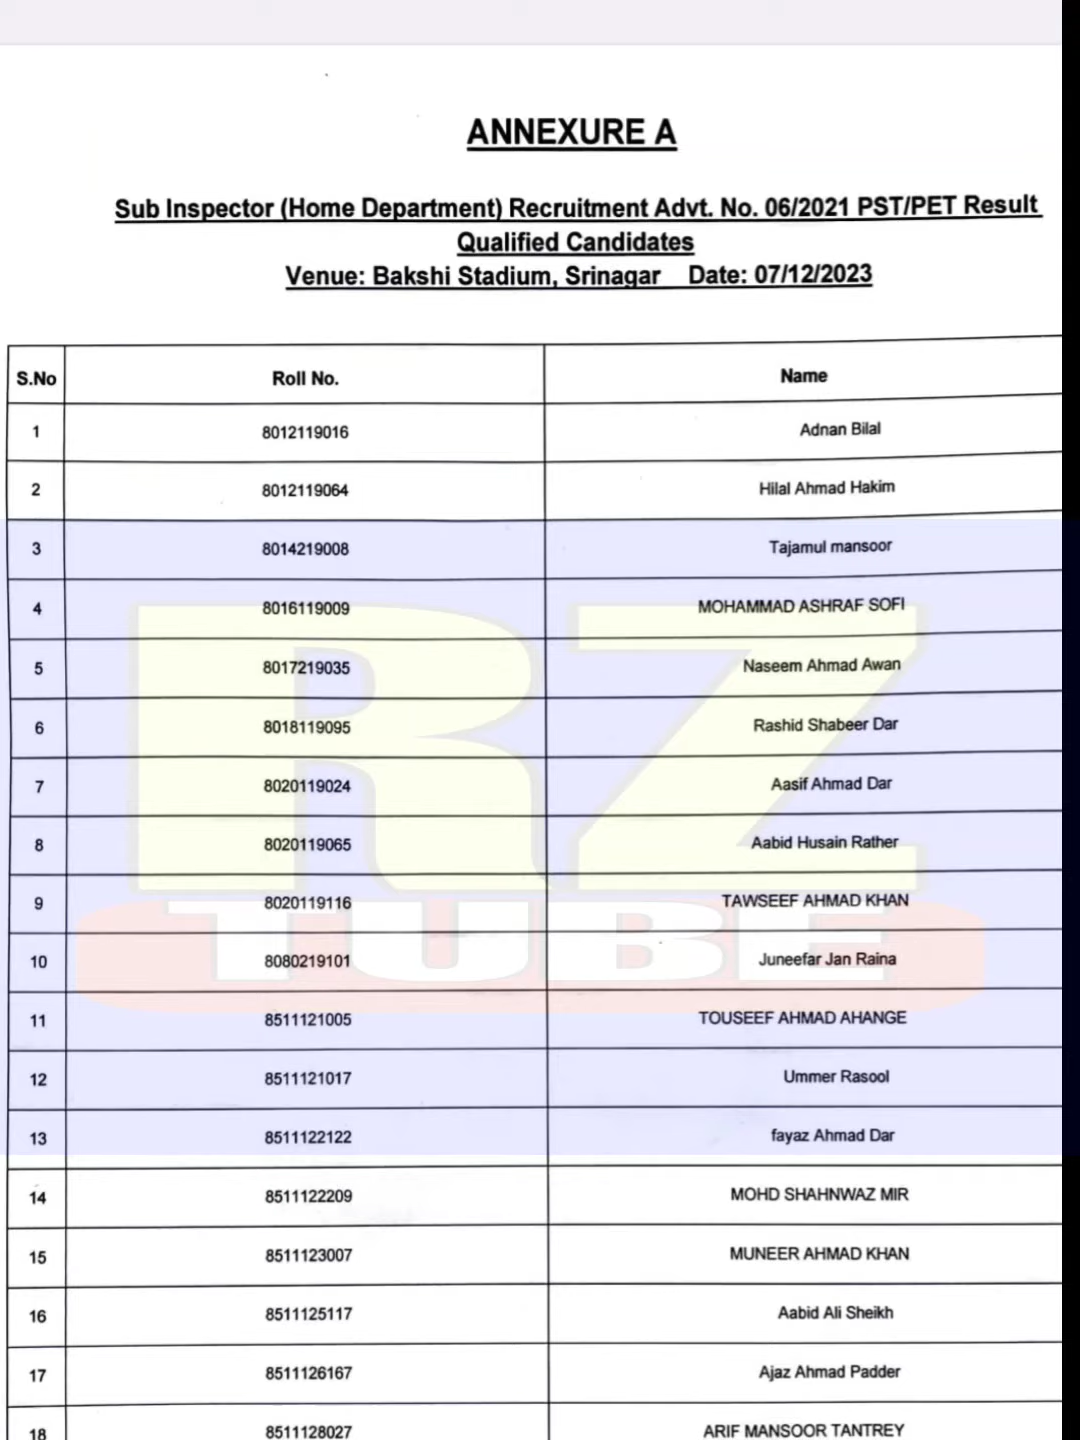 ANNEXURE A
Sub Inspector (Home Department) Recruitment Advt. No. 06/2021 PST/PET Result
Qualified Candidates
Venue: Bakshi Stadium, Srinagar Date: 07/12/2023
S.No Roll No. Name
1 8012119016 Adnan Bilal
2 8012119064 Hilal Ahmad Hakim
3 8014219008 Tajamul mansoor
4 8016119009 MOHAMMAD ASHRAF SOFI
5 8017219035 Naseem Ahmad Awan
6 8018119095 Rashid Shabeer Dar
7 8020119024 Aasif Ahmad Dar
8 8020119065 Aabid Husain Rather
9 8020119116 TAWSEEF AHMAD KHAN
10 8080219101 Juneefar Jan Raina
11 8511121005 TOUSEEF AHMAD AHANGE
12 8511121017 Ummer Rasool
13 8511122122 fayaz Ahmad Dar
14 8511122209 MOHD SHAHNWAZ MIR
15 8511123007 MUNEER AHMAD KHAN
16 8511125117 Aabid Ali Sheikh
17 8511126167 Ajaz Ahmad Padder
18 8511128027 ARIF MANSOOR TANTREY
RZ
TUBE